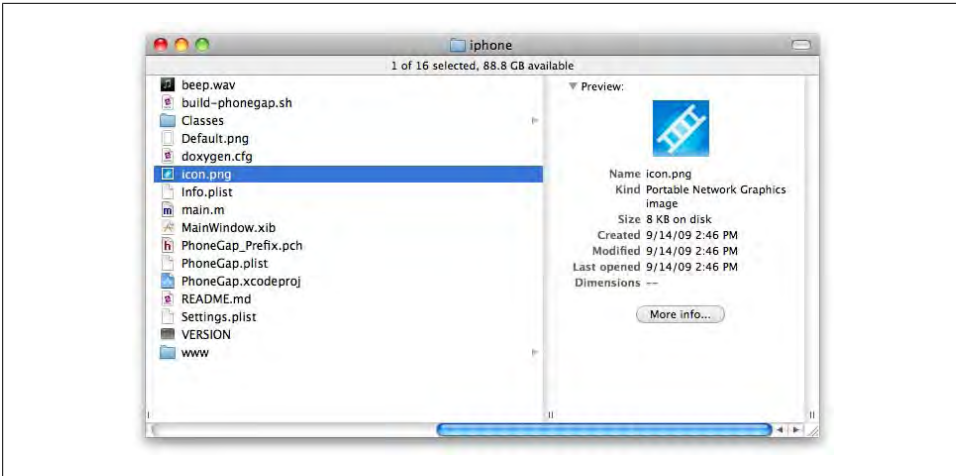 iphone
1 of 16 selected, 88.8 GB available
beep.wav
build-phonegap.sh
Classes
Default.png
doxygen.cfg
icon.png
Info.plist
m main.m
MainWindow.xib
h PhoneGap_Prefix.pch
PhoneGap.plist
PhoneGap.xcodeproj
README.md
Settings.plist
VERSION
www
Preview:
Name icon.png
Kind Portable Network Graphics
image
Size 8 KB on disk
Created 9/14/09 2:46 PM
Modified 9/14/09 2:46 PM
Last opened 9/14/09 2:46 PM
Dimensions --
More info...